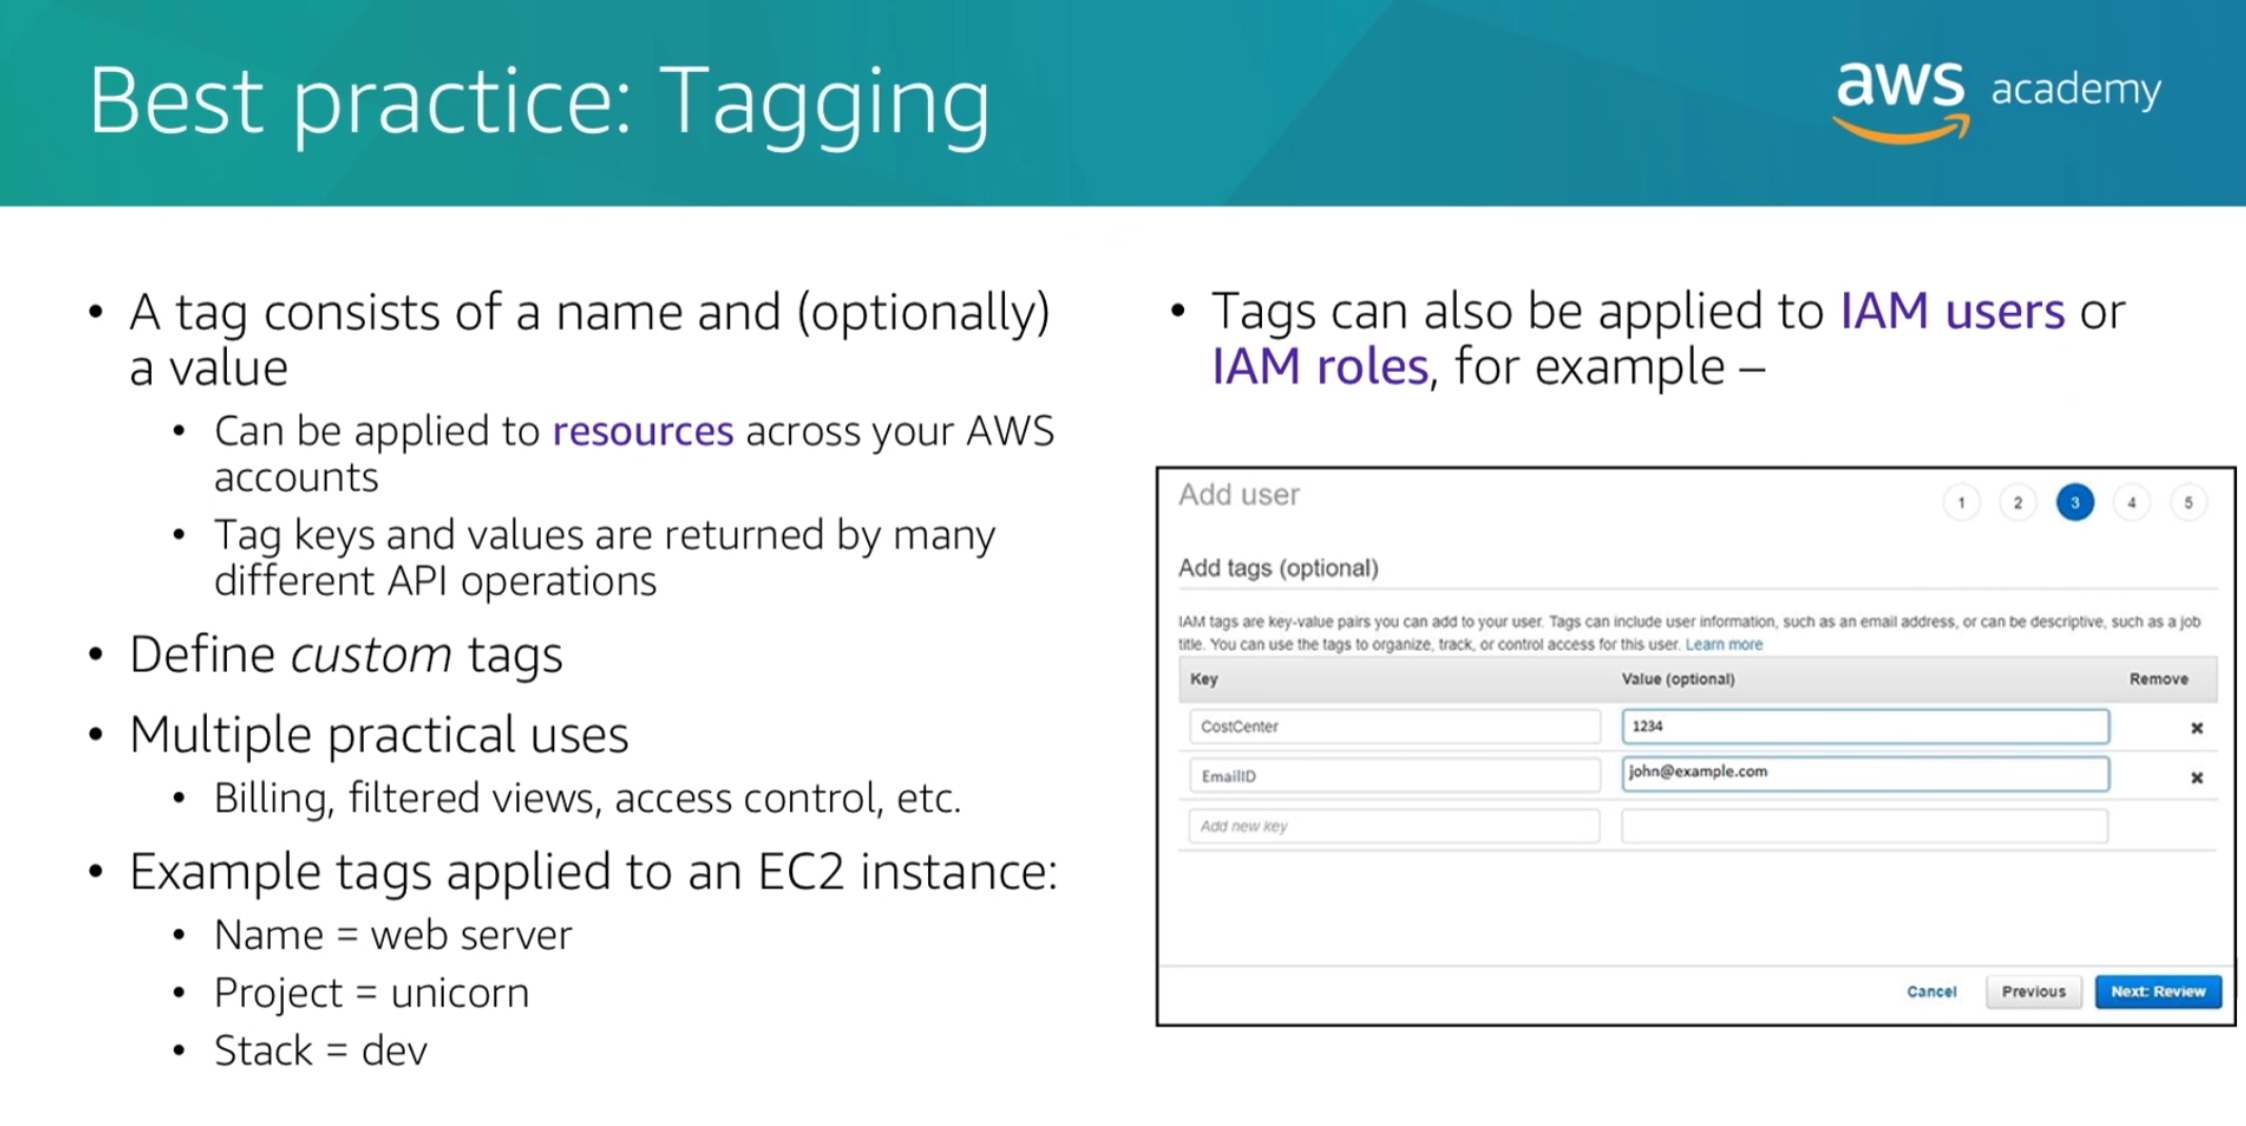 Best practice: Tagging
aws academy
• A tag consists of a name and (optionally)
a value
• Can be applied to resources across your AWS
accounts
• Tag keys and values are returned by many
different API operations
• Define custom tags
• Multiple practical uses
• Billing, filtered views, access control, etc.
• Example tags applied to an EC2 instance:
• Name = web server
• Project = unicorn
• Stack = dev
• Tags can also be applied to IAM users or
IAM roles, for example –
Add user
1 2 3 4 5
Add tags (optional)
IAM tags are key-value pairs you can add to your user. Tags can include user information, such as an email address, or can be descriptive, such as a job
title. You can use the tags to organize, track, or control access for this user. Learn more
Key Value (optional) Remove
CostCenter 1234 ×
EmailID john@example.com ×
Add new key
Cancel Previous Next: Review